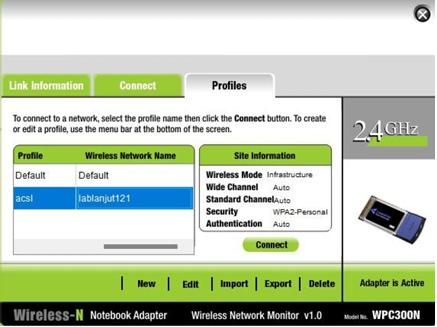 Link Information
Connect
Profiles
To connect to a network, select the profile name then click the Connect button. To create
or edit a profile, use the menu bar at the bottom of the screen.
2.4GHz
Profile Wireless Network Name
Default Default
acsl lablanjut121
Site Information
Wireless Mode Infrastructure
Wide Channel Auto
Standard Channel Auto
Security WPA2-Personal
Authentication Auto
Connect
New Edit Import Export Delete
Adapter is Active
Wireless-N Notebook Adapter Wireless Network Monitor v1.0 Model No. WPC300N